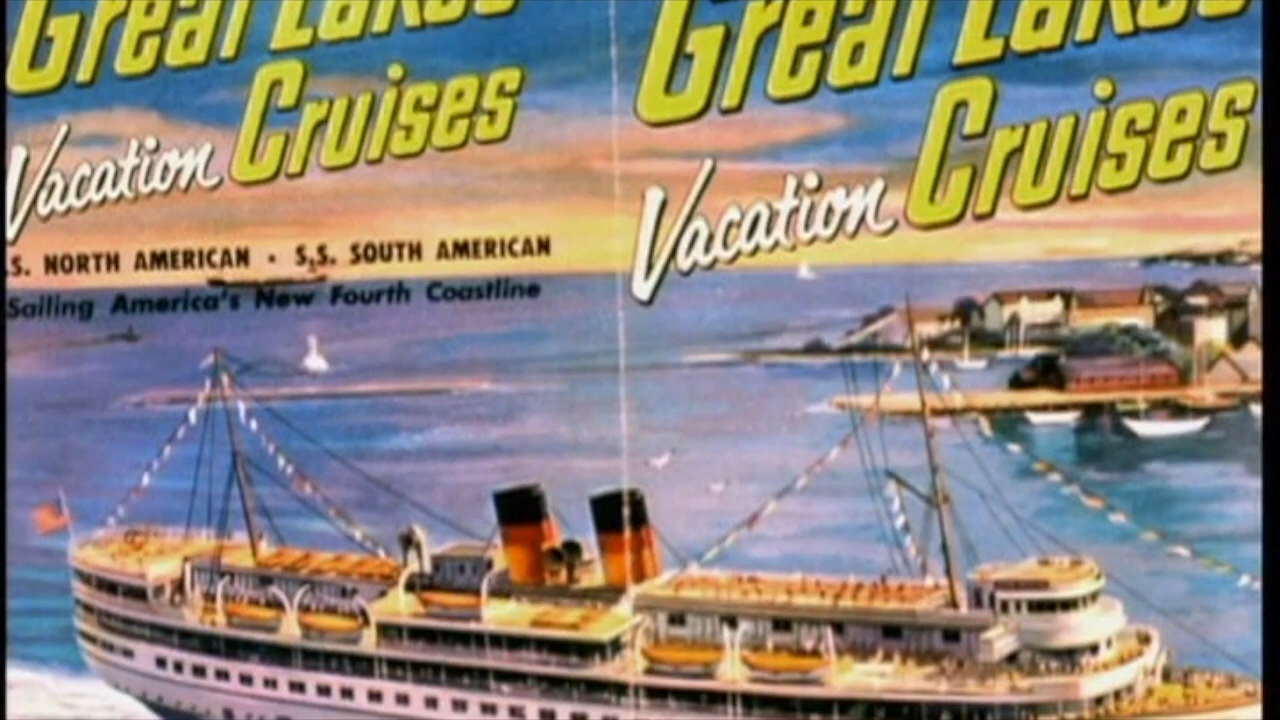 Great Lakes
Vacation Cruises
S. NORTH AMERICAN • S.S. SOUTH AMERICAN
Sailing America's New Fourth Coastline
Great Lakes
Vacation Cruises